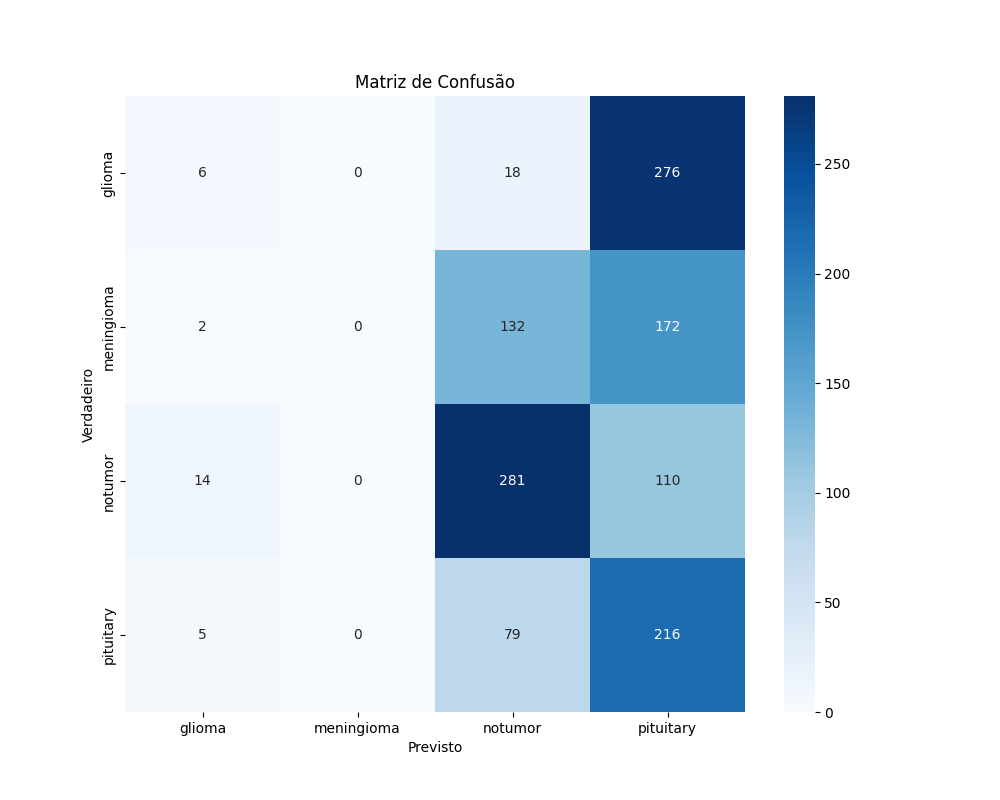 Matriz de Confusão
glioma 6 0 18 276
meningioma 2 0 132 172
notumor 14 0 281 110
pituitary 5 0 79 216
glioma meningioma notumor pituitary
Previsto
Verdadeiro
250
200
150
100
50
0